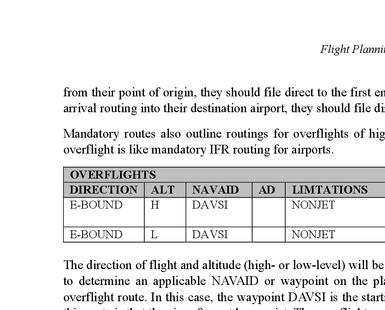 Flight Planni
from their point of origin, they should file direct to the first en
arrival routing into their destination airport, they should file di
Mandatory routes also outline routings for overflights of hig
overflight is like mandatory IFR routing for airports.
OVERFLIGHTS
DIRECTION ALT NAVAID AD LIMTATIONS
E-BOUND H DAVSI NONJET
E-BOUND L DAVSI NONJET
The direction of flight and altitude (high- or low-level) will be
to determine an applicable NAVAID or waypoint on the pla
overflight route. In this case, the waypoint DAVSI is the starti